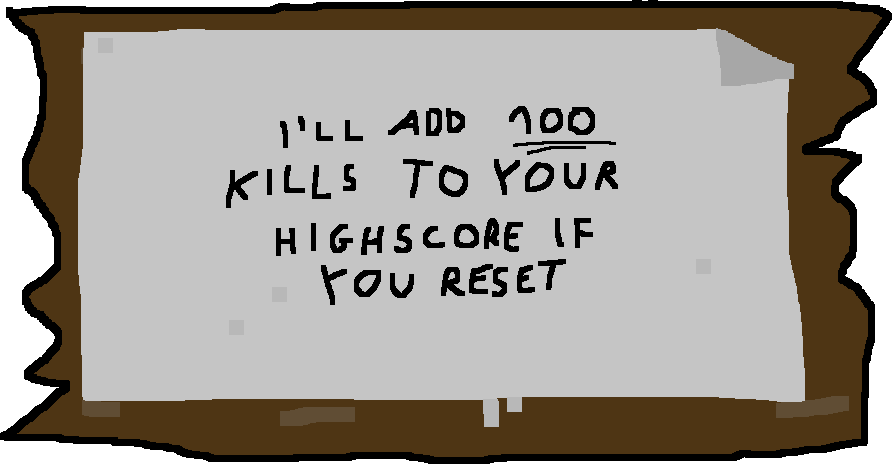 I'LL ADD 100
KILLS TO YOUR
HIGHSCORE IF
YOU RESET